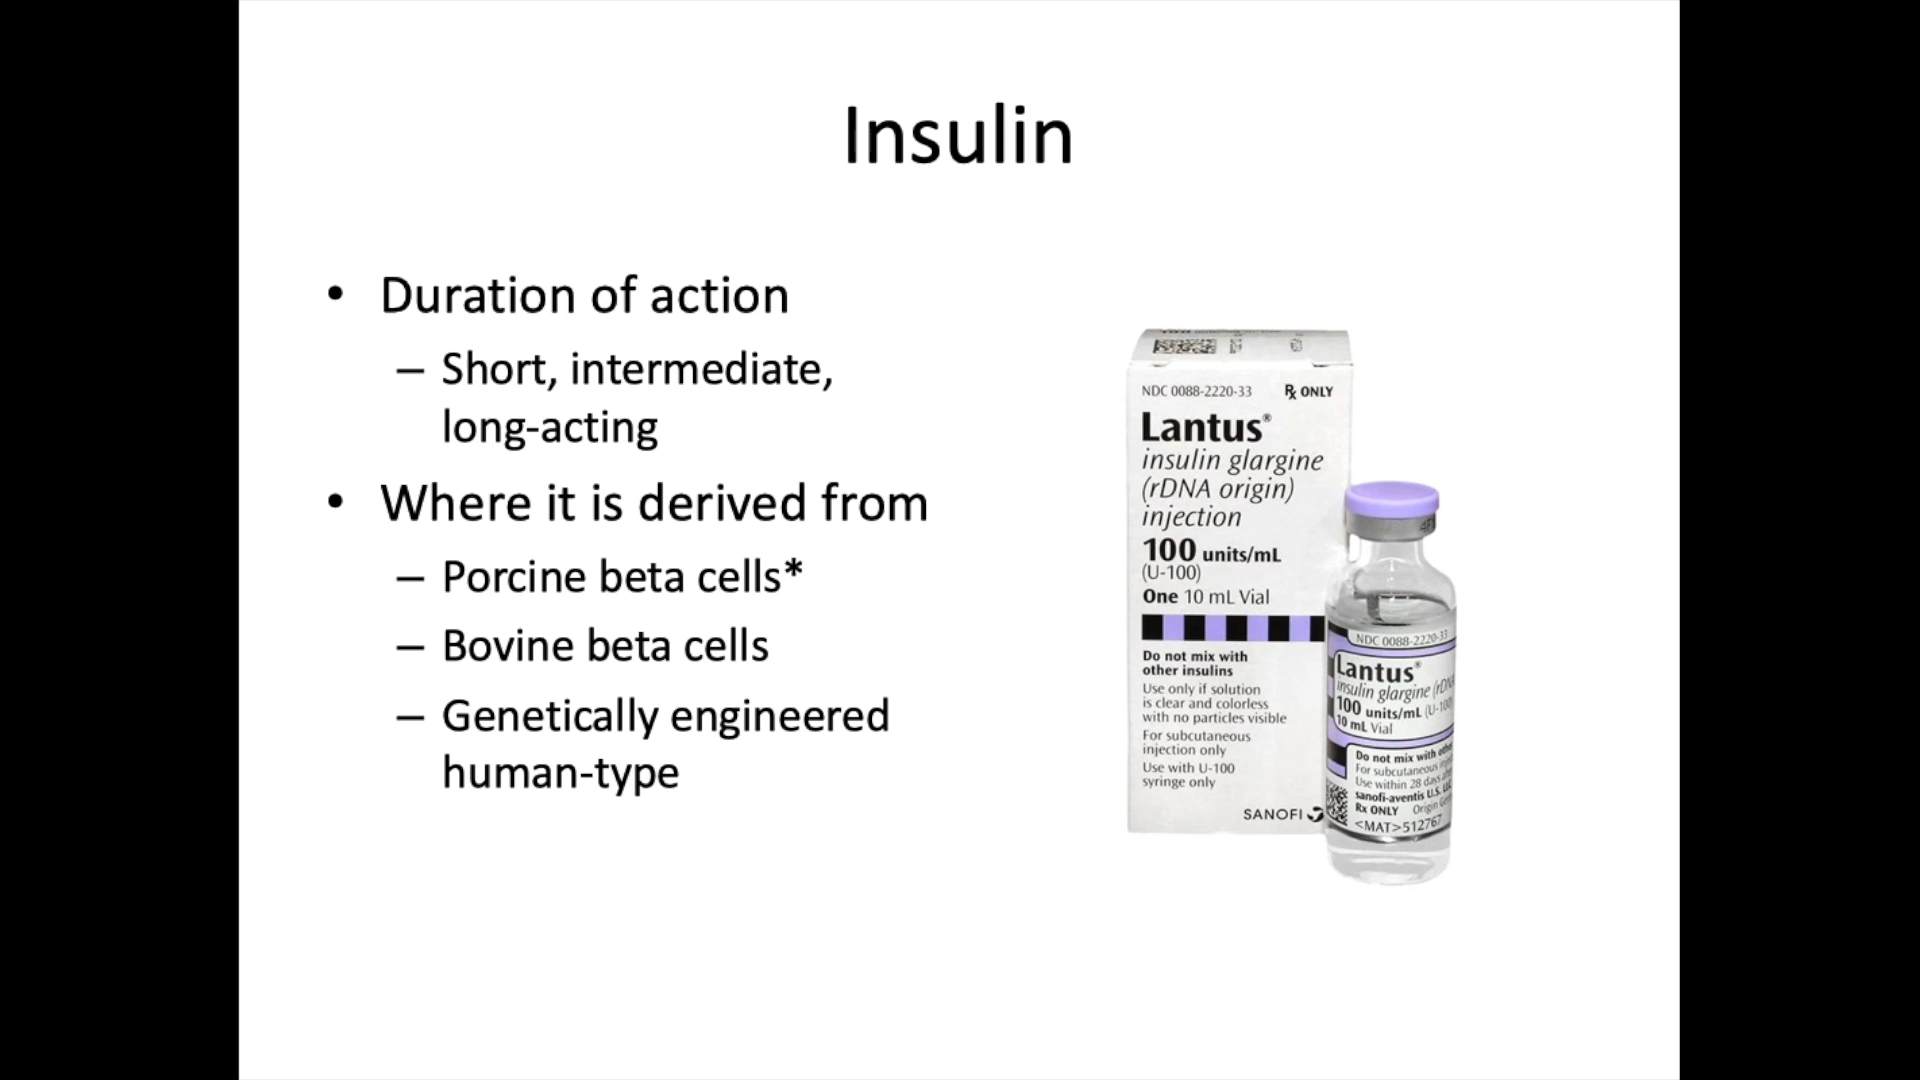 Insulin
• Duration of action
– Short, intermediate,
long-acting
• Where it is derived from
– Porcine beta cells*
– Bovine beta cells
– Genetically engineered
human-type
NDC 0088-2220-33 Rx ONLY
Lantus®
insulin glargine
(rDNA origin)
injection
100 units/mL
(U-100)
One 10 mL Vial
Do not mix with
other insulins
Use only if solution
is clear and colorless
with no particles visible
For subcutaneous
injection only
Use with U-100
syringe only
SANOFI
NDC 0088-2220-33
Lantus®
insulin glargine (rDNA
100 units/mL (U-100)
10 mL Vial
Do not mix with
For subcutaneous
Use within 28 days
sanofi-aventis U.S. LLC
Rx ONLY Origin
<MAT>512767